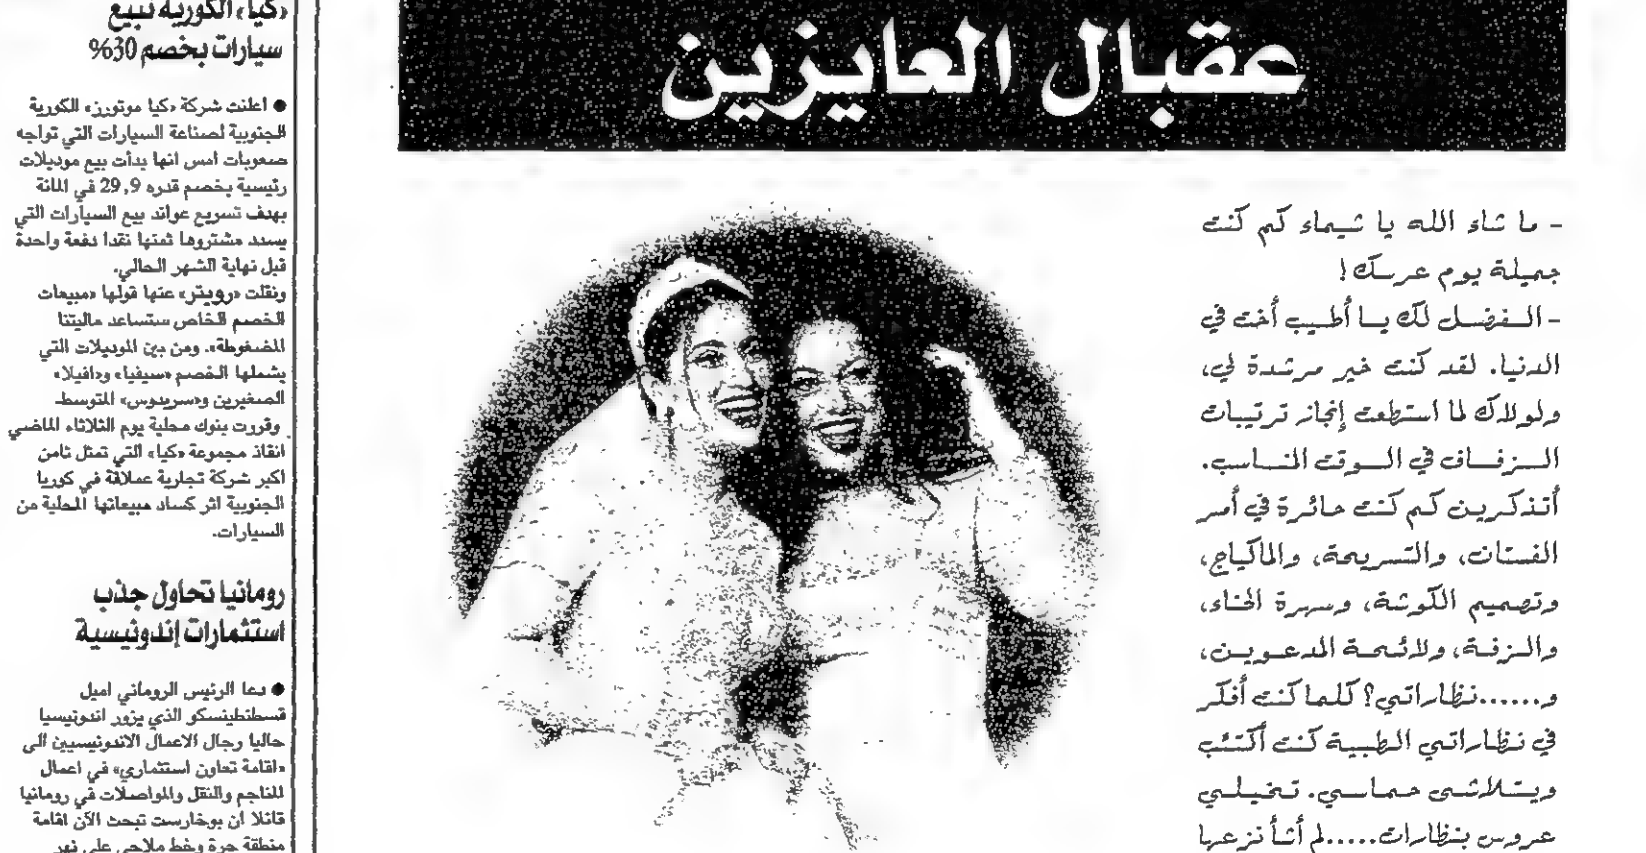 عقبال العايزين
- ما شاء الله يا شيماء كم كنت
جميلة يوم عرسك!
- الفضل لك يا أطيب أخت في
الدنيا. لقد كنت خير مرشدة لي،
ولولاك لما استطعت إنجاز ترتيبات
الزفاف في الوقت المناسب.
أتذكرين كم كنت حائرة في أمر
الفستان، والتسريحة، والماكياج،
وتصميم الكوشة، وسهرة الحناء،
والزفة، ولائحة المدعوين،
و......نظاراتي؟ كلما كنت أفكر
في نظاراتي الطبية كنت أكتئب
ويتلاشى حماسي. تخيلي
عروس بنظارات.....لم أشأ نزعها
«كيا» الكورية تبيع
سيارات بخصم 30%
● اعلنت شركة «كيا موتورز» الكورية
الجنوبية لصناعة السيارات التي تواجه
صعوبات امس انها بدأت بيع موديلات
رئيسية بخصم قدره 29,9 في المائة
بهدف تسريع عوائد بيع السيارات التي
يسدد مشتروها ثمنها نقدا دفعة واحدة
قبل نهاية الشهر الحالي.
ونقلت «رويتر» عنها قولها «مبيعات
الخصم الخاص ستساعد ماليتنا
المضغوطة». ومن بين الموديلات التي
يشملها الخصم «سيفيا» و«افيلا»
الصغيرين و«سريدوس» المتوسط.
وقررت بنوك محلية يوم الثلاثاء الماضي
انقاذ مجموعة «كيا» التي تمثل ثامن
اكبر شركة تجارية عملاقة في كوريا
الجنوبية اثر كساد مبيعاتها المحلية من
السيارات.
رومانيا تحاول جذب
استثمارات إندونيسية
● دعا الرئيس الروماني اميل
قسطنطينسكو الذي يزور اندونيسيا
حاليا رجال الاعمال الاندونيسيين الى
«اقامة تعاون استثماري» في اعمال
المناجم والنقل والمواصلات في رومانيا
قائلا ان بوخارست تبحث الآن اقامة
منطقة حرة وخط ملاحي على نهر